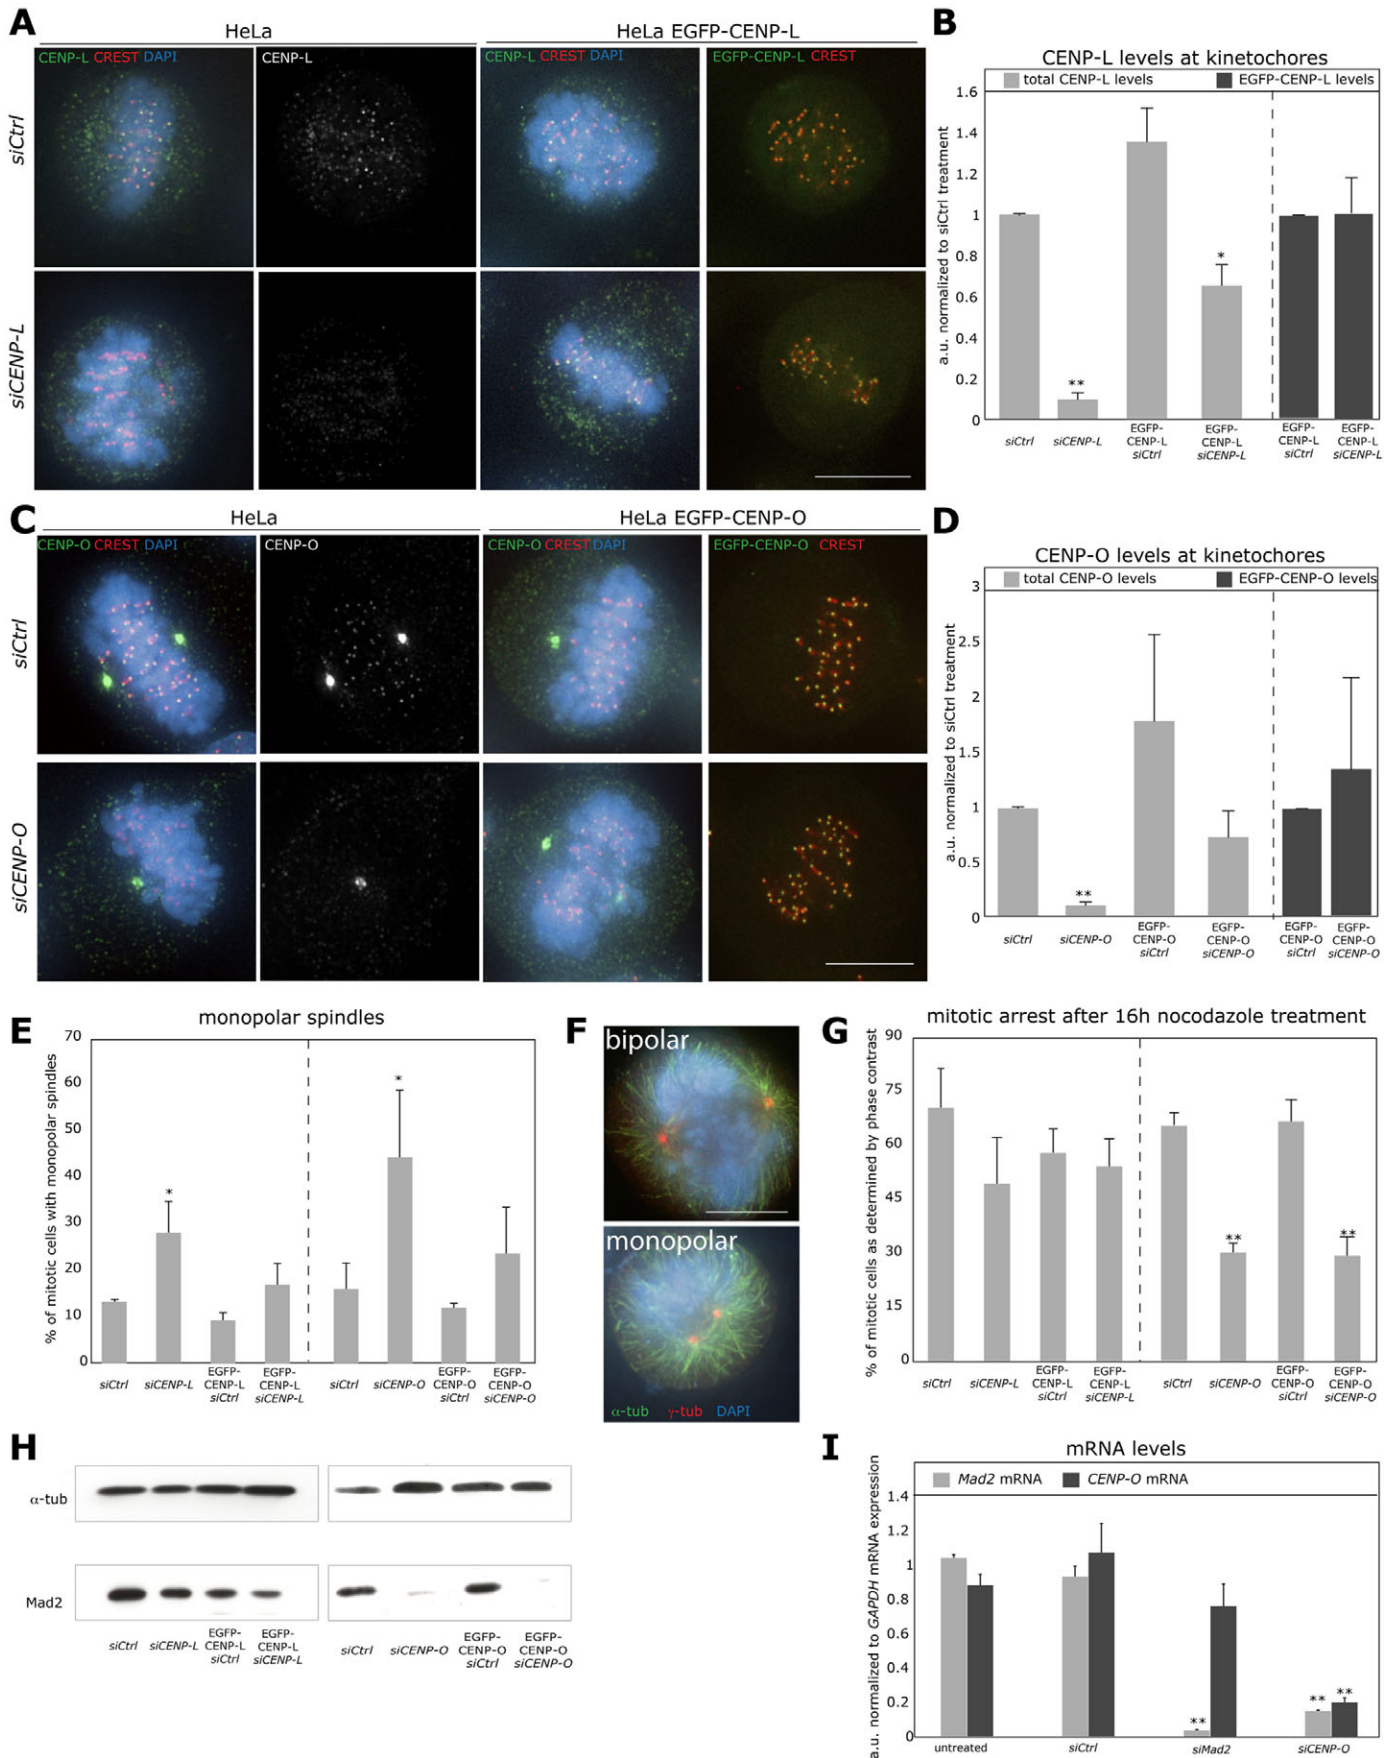 A
HeLa
HeLa EGFP-CENP-L
CENP-L CREST DAPI
CENP-L
CENP-L CREST DAPI
EGFP-CENP-L CREST
siCtrl
siCENP-L
B
CENP-L levels at kinetochores
total CENP-L levels
EGFP-CENP-L levels
a.u. normalized to siCtrl treatment
1.6
1.4
1.2
1
0.8
0.6
0.4
0.2
0
**
*
siCtrl
siCENP-L
EGFP-
CENP-L
siCtrl
EGFP-
CENP-L
siCENP-L
EGFP-
CENP-L
siCtrl
EGFP-
CENP-L
siCENP-L
C
HeLa
HeLa EGFP-CENP-O
CENP-O CREST DAPI
CENP-O
CENP-O CREST DAPI
EGFP-CENP-O CREST
siCtrl
siCENP-O
D
CENP-O levels at kinetochores
total CENP-O levels
EGFP-CENP-O levels
a.u. normalized to siCtrl treatment
3
2.5
2
1.5
1
0.5
0
**
siCtrl
siCENP-O
EGFP-
CENP-O
siCtrl
EGFP-
CENP-O
siCENP-O
EGFP-
CENP-O
siCtrl
EGFP-
CENP-O
siCENP-O
E
monopolar spindles
% of mitotic cells with monopolar spindles
70
60
50
40
30
20
10
0
*
*
siCtrl
siCENP-L
EGFP-
CENP-L
siCtrl
EGFP-
CENP-L
siCENP-L
siCtrl
siCENP-O
EGFP-
CENP-O
siCtrl
EGFP-
CENP-O
siCENP-O
F
bipolar
monopolar
α-tub γ-tub DAPI
G
mitotic arrest after 16h nocodazole treatment
% of mitotic cells as determined by phase contrast
90
75
60
45
30
15
0
**
**
siCtrl
siCENP-L
EGFP-
CENP-L
siCtrl
EGFP-
CENP-L
siCENP-L
siCtrl
siCENP-O
EGFP-
CENP-O
siCtrl
EGFP-
CENP-O
siCENP-O
H
α-tub
Mad2
siCtrl
siCENP-L
EGFP-
CENP-L
siCtrl
EGFP-
CENP-L
siCENP-L
siCtrl
siCENP-O
EGFP-
CENP-O
siCtrl
EGFP-
CENP-O
siCENP-O
I
mRNA levels
Mad2 mRNA
CENP-O mRNA
a.u. normalized to GAPDH mRNA expression
1.4
1.2
1
0.8
0.6
0.4
0.2
0
**
**
**
untreated
siCtrl
siMad2
siCENP-O